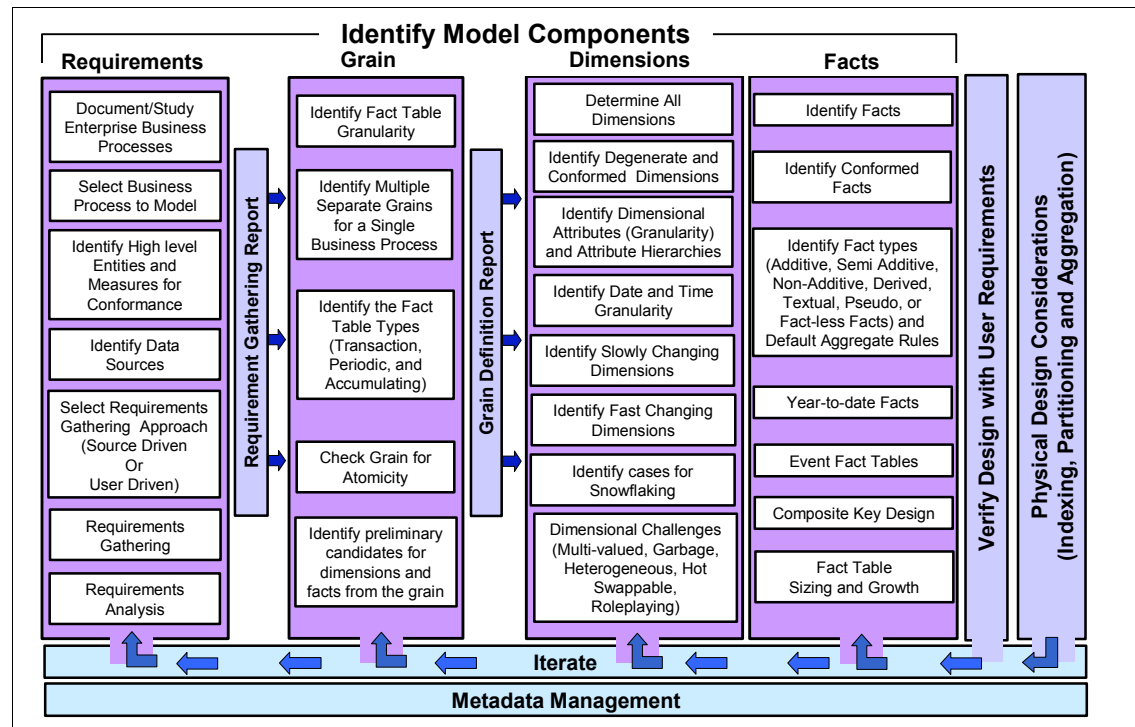 Identify Model Components
Requirements
Grain
Dimensions
Facts
Document/Study
Enterprise Business
Processes
Select Business
Process to Model
Identify High level
Entities and
Measures for
Conformance
Identify Data
Sources
Select Requirements
Gathering Approach
(Source Driven
Or
User Driven)
Requirements
Gathering
Requirements
Analysis
Requirement Gathering Report
Identify Fact Table
Granularity
Identify Multiple
Separate Grains
for a Single
Business Process
Identify the Fact
Table Types
(Transaction,
Periodic, and
Accumulating)
Check Grain for
Atomicity
Identify preliminary
candidates for
dimensions and
facts from the grain
Grain Definition Report
Determine All
Dimensions
Identify Degenerate and
Conformed Dimensions
Identify Dimensional
Attributes (Granularity)
and Attribute Hierarchies
Identify Date and Time
Granularity
Identify Slowly Changing
Dimensions
Identify Fast Changing
Dimensions
Identify cases for
Snowflaking
Dimensional Challenges
(Multi-valued, Garbage,
Heterogeneous, Hot
Swappable,
Roleplaying)
Identify Facts
Identify Conformed
Facts
Identify Fact types
(Additive, Semi Additive,
Non-Additive, Derived,
Textual, Pseudo, or
Fact-less Facts) and
Default Aggregate Rules
Year-to-date Facts
Event Fact Tables
Composite Key Design
Fact Table
Sizing and Growth
Verify Design with User Requirements
Physical Design Considerations
(Indexing, Partitioning and Aggregation)
Iterate
Metadata Management